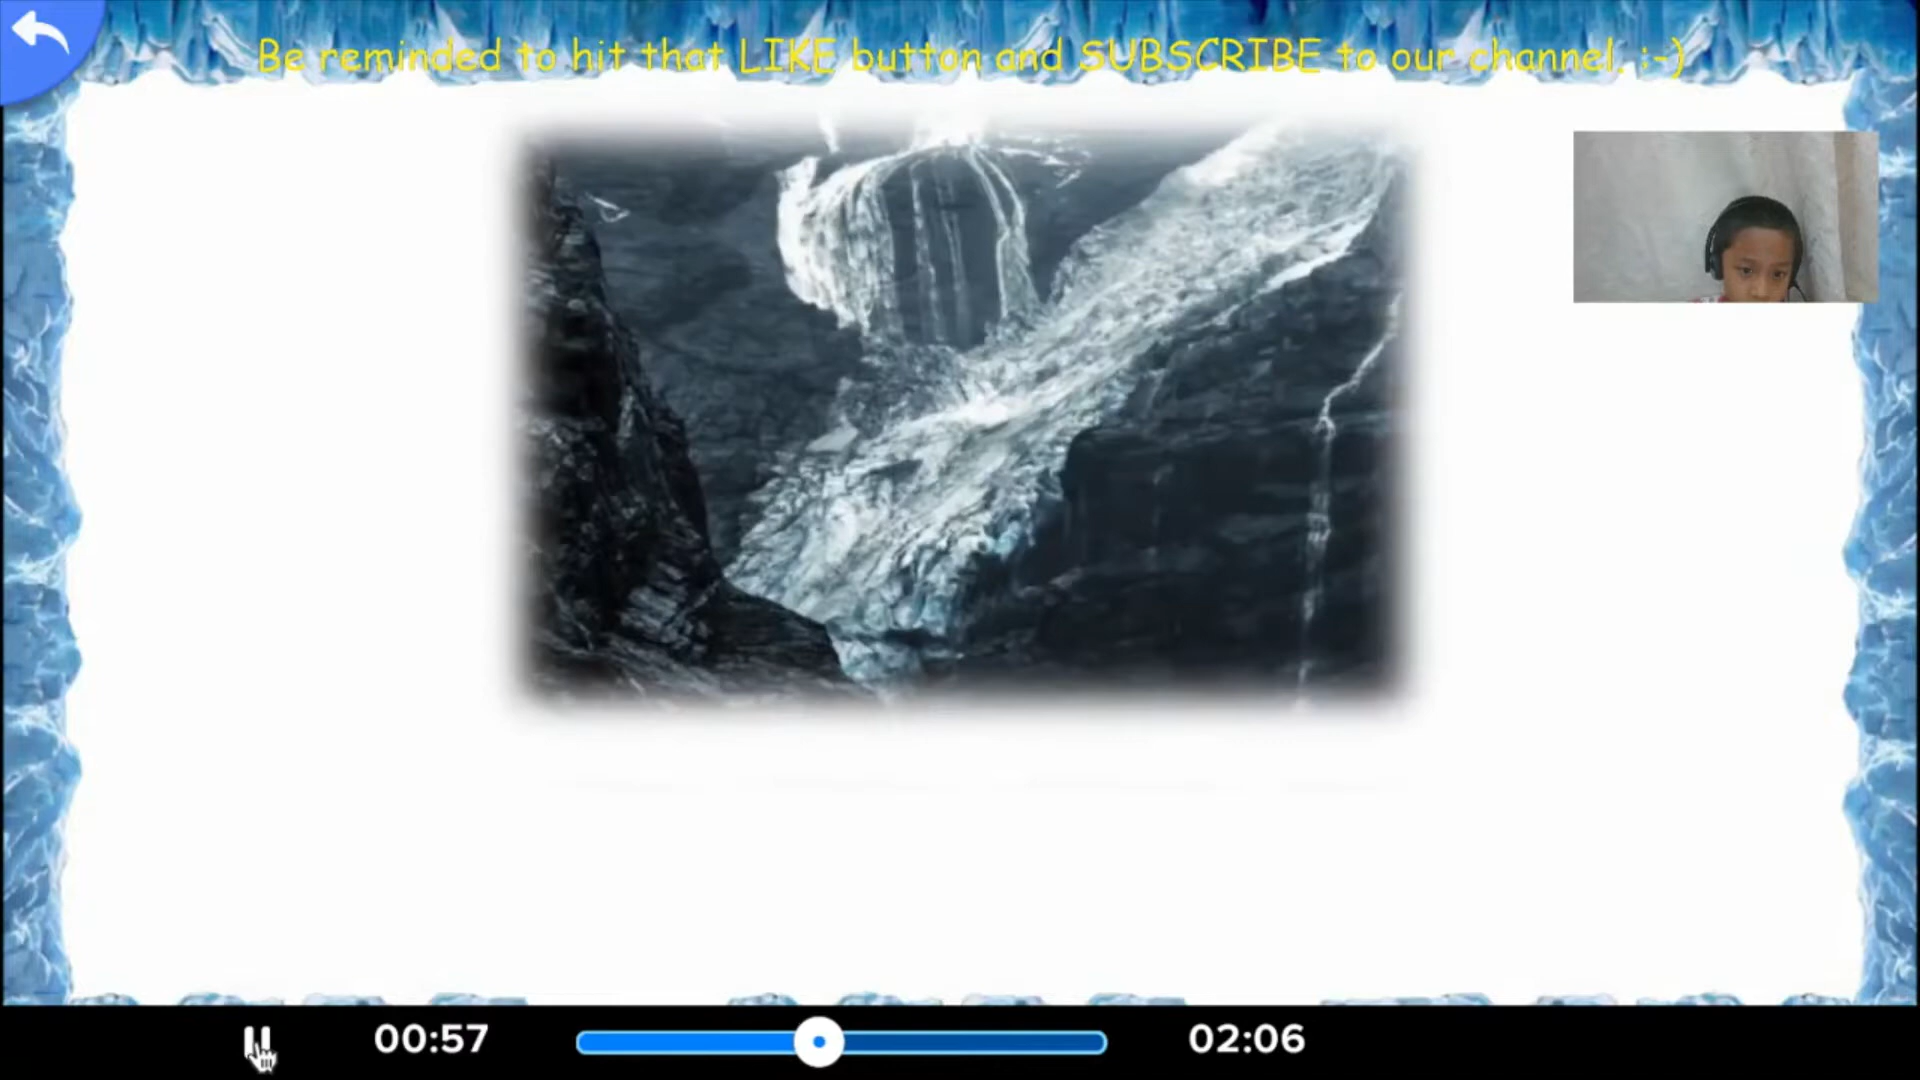 Be reminded to hit that LIKE button and SUBSCRIBE to our channel. :-)
00:57
02:06